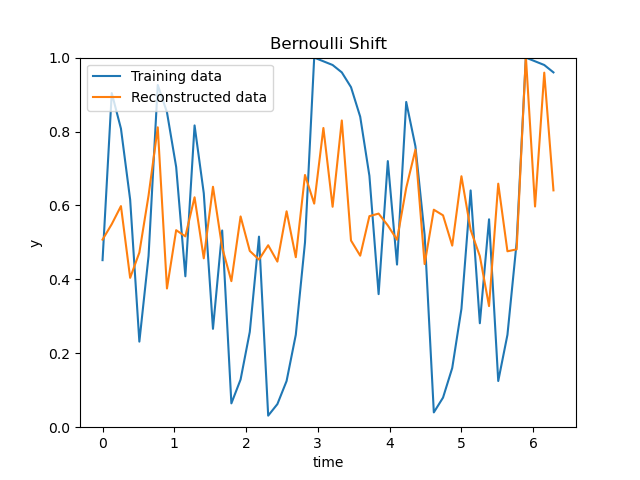 Bernoulli Shift
Training data
Reconstructed data
1.0
0.8
0.6
0.4
0.2
0.0
y
0 1 2 3 4 5 6
time